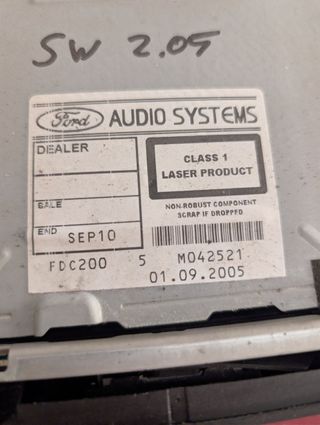 SW 2.05
Ford AUDIO SYSTEMS
DEALER
CLASS 1
LASER PRODUCT
SALE
NON-ROBUST COMPONENT
SCRAP IF DROPPED
END SEP10
FDC200 5 M042521
01.09.2005